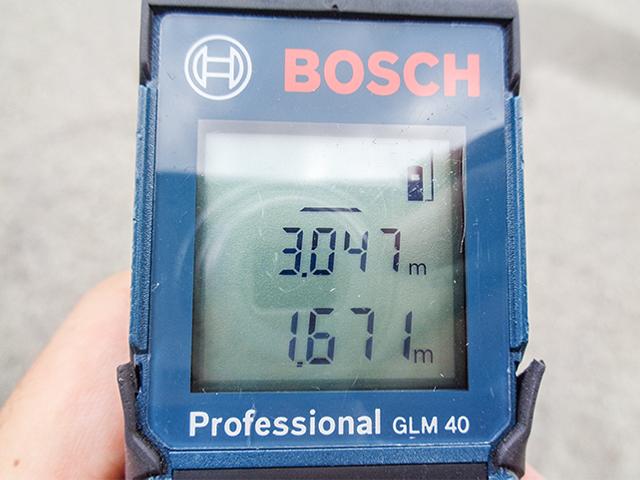 BOSCH
3.047 m
1.671 m
Professional GLM 40